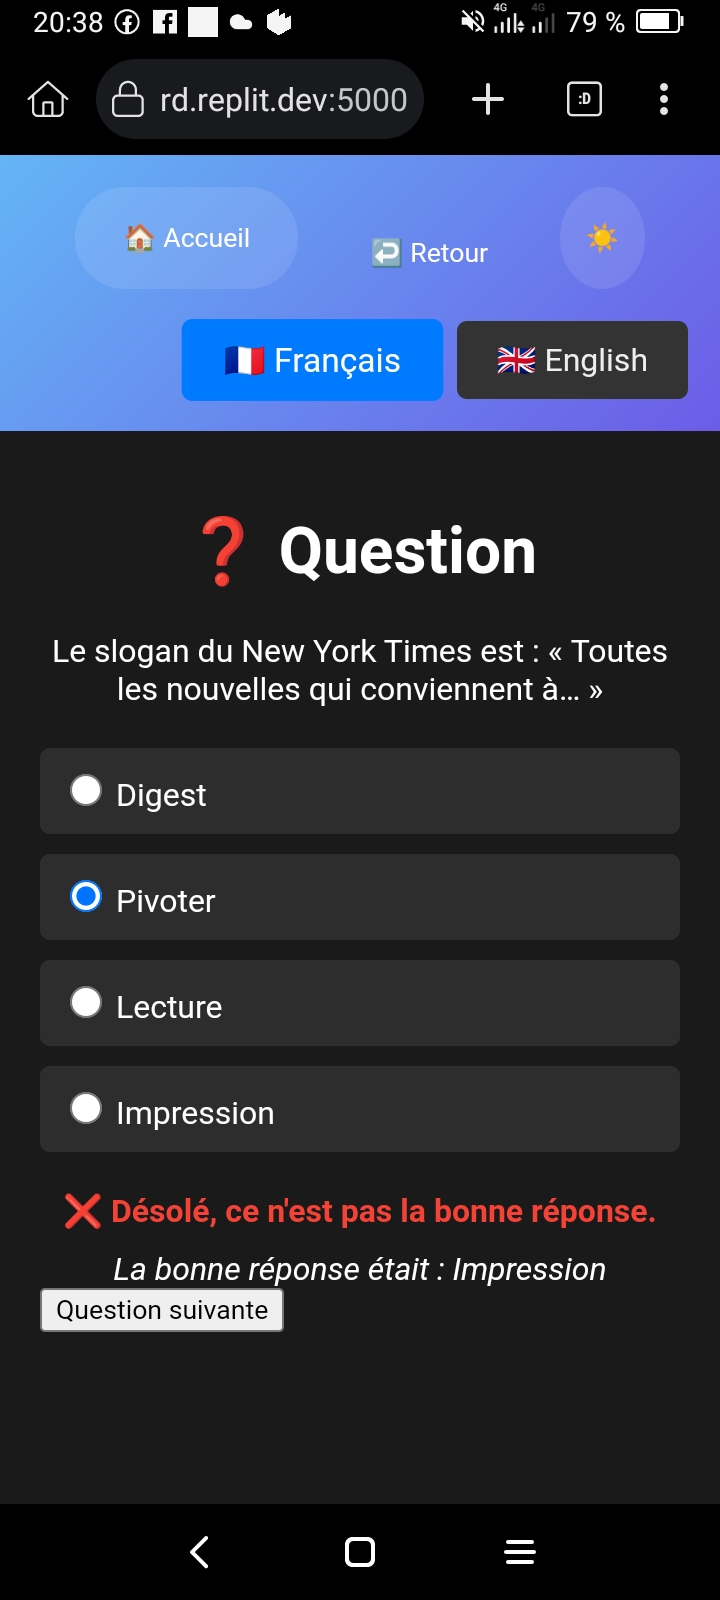 20:38
4G 4G 79 %
rd.replit.dev:5000
:D
Accueil
Retour
Français
English
❓ Question
Le slogan du New York Times est : « Toutes
les nouvelles qui conviennent à... »
Digest
Pivoter
Lecture
Impression
❌ Désolé, ce n'est pas la bonne réponse.
La bonne réponse était : Impression
Question suivante